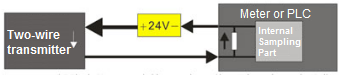 Two-wire
transmitter
+24V−
Meter or PLC
Internal
Sampling
Part